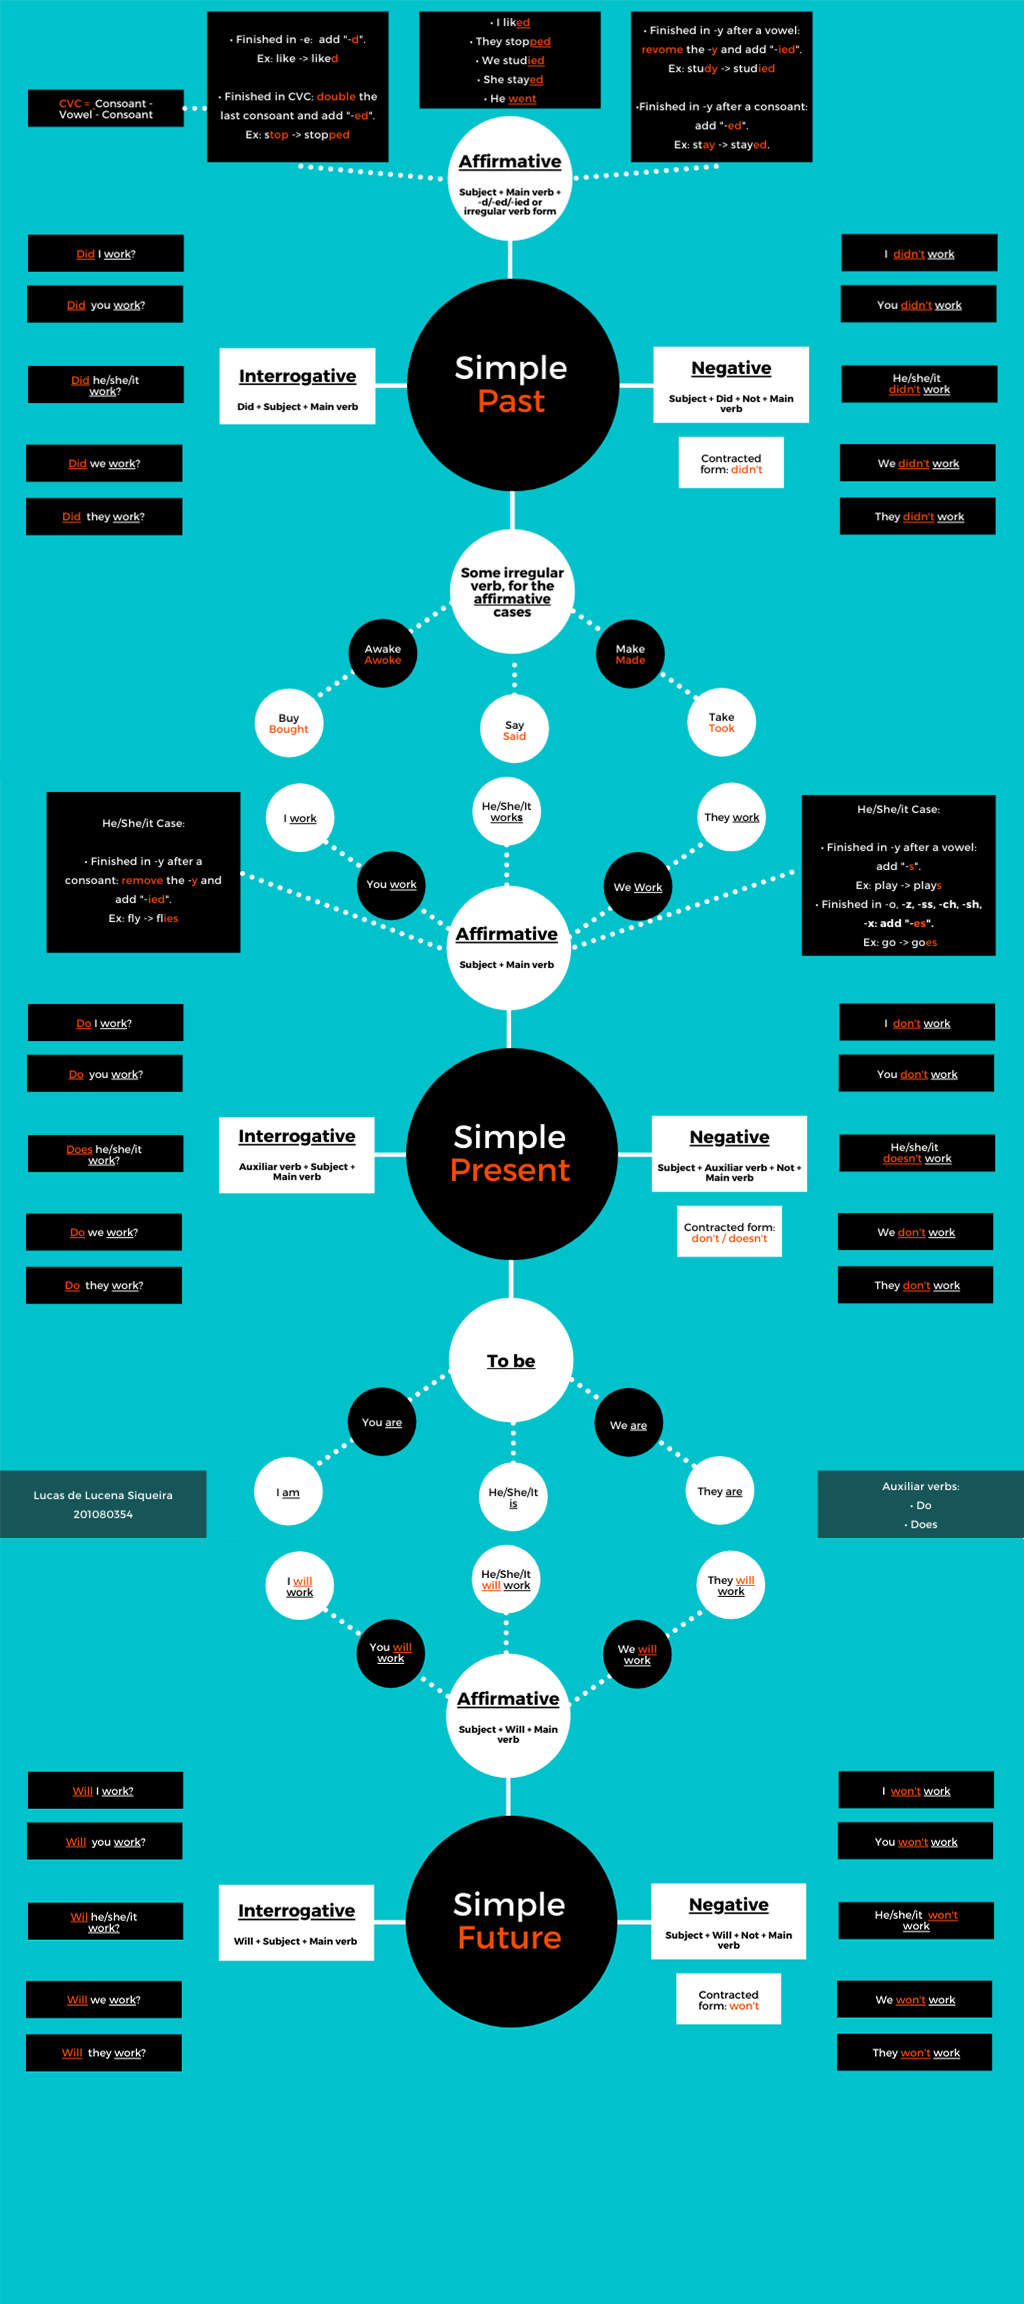 • Finished in -e: add "-d".
Ex: like -> liked
• Finished in CVC: double the
last consoant and add "-ed".
Ex: stop -> stopped
• I liked
• They stopped
• We studied
• She stayed
• He went
• Finished in -y after a vowel:
revome the -y and add "-ied".
Ex: study -> studied
•Finished in -y after a consoant:
add "-ed".
Ex: stay -> stayed.
CVC = Consoant -
Vowel - Consoant
Affirmative
Subject + Main verb +
-d/-ed/-ied or
irregular verb form
Did I work?
Did you work?
Did he/she/it
work?
Did we work?
Did they work?
Interrogative
Did + Subject + Main verb
Simple
Past
Negative
Subject + Did + Not + Main
verb
Contracted
form: didn't
I didn't work
You didn't work
He/she/it
didn't work
We didn't work
They didn't work
Some irregular
verb, for the
affirmative
cases
Awake
Awoke
Make
Made
Buy
Bought
Say
Said
Take
Took
I work
He/She/It
works
They work
You work
We Work
He/She/it Case:
• Finished in -y after a
consoant: remove the -y and
add "-ied".
Ex: fly -> flies
He/She/it Case:
• Finished in -y after a vowel:
add "-s".
Ex: play -> plays
• Finished in -o, -z, -ss, -ch, -sh,
-x: add "-es".
Ex: go -> goes
Affirmative
Subject + Main verb
Do I work?
Do you work?
Does he/she/it
work?
Do we work?
Do they work?
Interrogative
Auxiliar verb + Subject +
Main verb
Simple
Present
Negative
Subject + Auxiliar verb + Not +
Main verb
Contracted form:
don't / doesn't
I don't work
You don't work
He/she/it
doesn't work
We don't work
They don't work
To be
You are
We are
I am
He/She/It
is
They are
Lucas de Lucena Siqueira
201080354
Auxiliar verbs:
• Do
• Does
I will
work
He/She/It
will work
They will
work
You will
work
We will
work
Affirmative
Subject + Will + Main
verb
Will I work?
Will you work?
Wil he/she/it
work?
Will we work?
Will they work?
Interrogative
Will + Subject + Main verb
Simple
Future
Negative
Subject + Will + Not + Main
verb
Contracted
form: won't
I won't work
You won't work
He/she/it won't
work
We won't work
They won't work